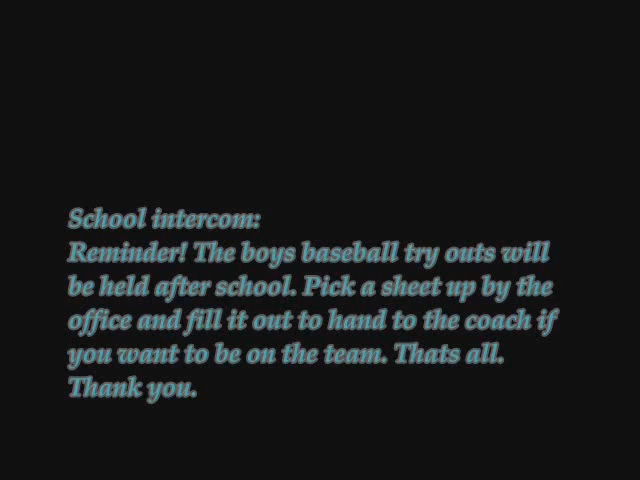 School intercom:
Reminder! The boys baseball try outs will
be held after school. Pick a sheet up by the
office and fill it out to hand to the coach if
you want to be on the team. Thats all.
Thank you.